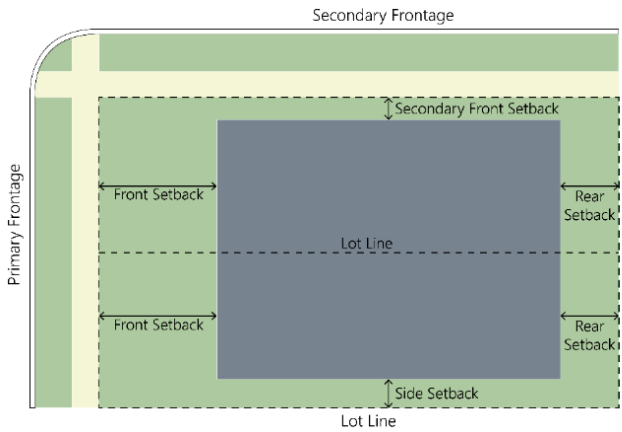 Secondary Frontage
Secondary Front Setback
Primary Frontage
Front Setback
Rear
Setback
Lot Line
Front Setback
Rear
Setback
Side Setback
Lot Line